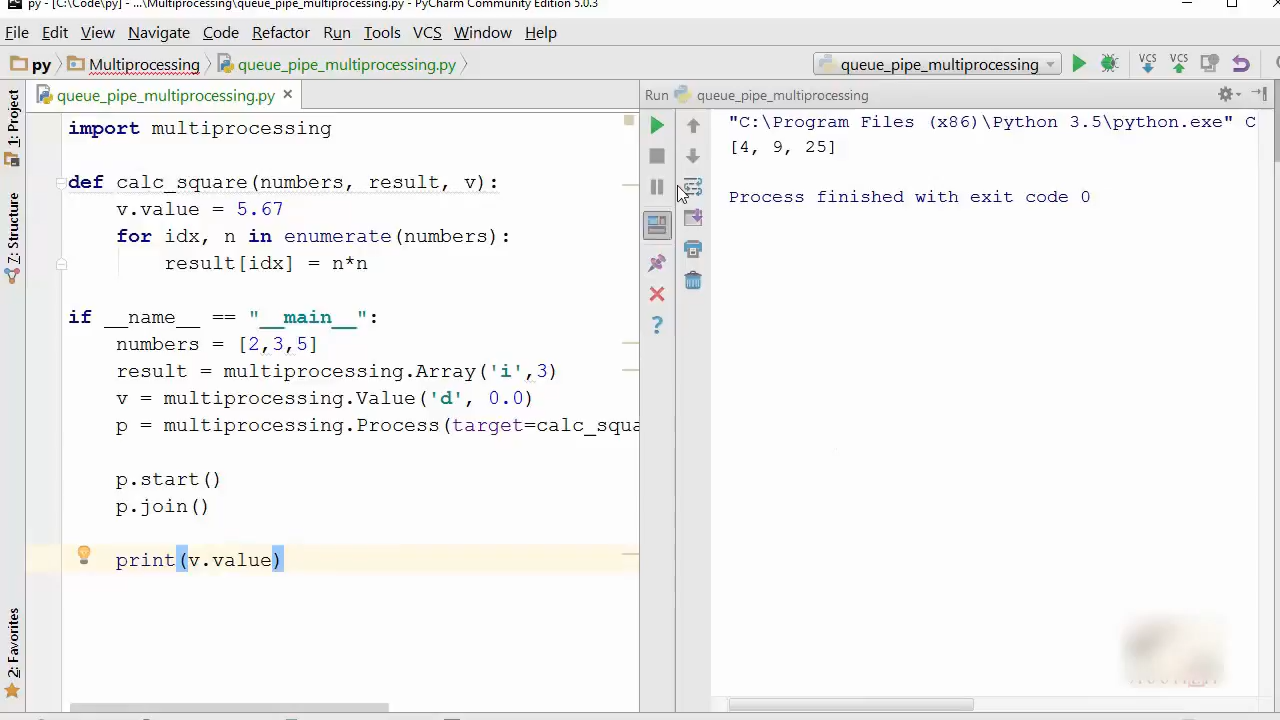 py - [C:\Code\py] - ...\Multiprocessing\queue_pipe_multiprocessing.py - PyCharm Community Edition 5.0.3
File Edit View Navigate Code Refactor Run Tools VCS Window Help
py Multiprocessing queue_pipe_multiprocessing.py queue_pipe_multiprocessing VCS VCS
1: Project
7: Structure
2: Favorites
queue_pipe_multiprocessing.py
import multiprocessing
def calc_square(numbers, result, v):
v.value = 5.67
for idx, n in enumerate(numbers):
result[idx] = n*n
if __name__ == "__main__":
numbers = [2,3,5]
result = multiprocessing.Array('i',3)
v = multiprocessing.Value('d', 0.0)
p = multiprocessing.Process(target=calc_squa
p.start()
p.join()
print(v.value)
Run queue_pipe_multiprocessing
"C:\Program Files (x86)\Python 3.5\python.exe" C
[4, 9, 25]
Process finished with exit code 0